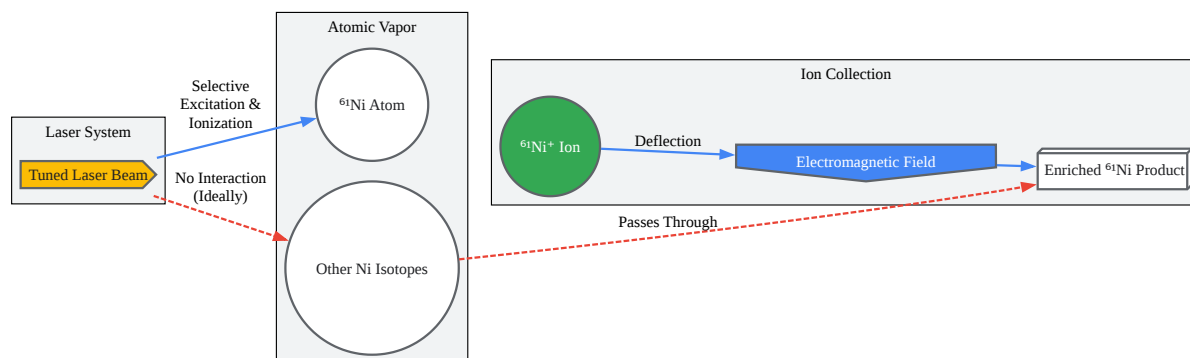 Atomic Vapor
Ion Collection
Selective
Excitation &
Ionization
⁶¹Ni Atom
Laser System
Tuned Laser Beam
No Interaction
(Ideally)
Other Ni Isotopes
⁶¹Ni⁺ Ion
Deflection
Electromagnetic Field
Enriched ⁶¹Ni Product
Passes Through